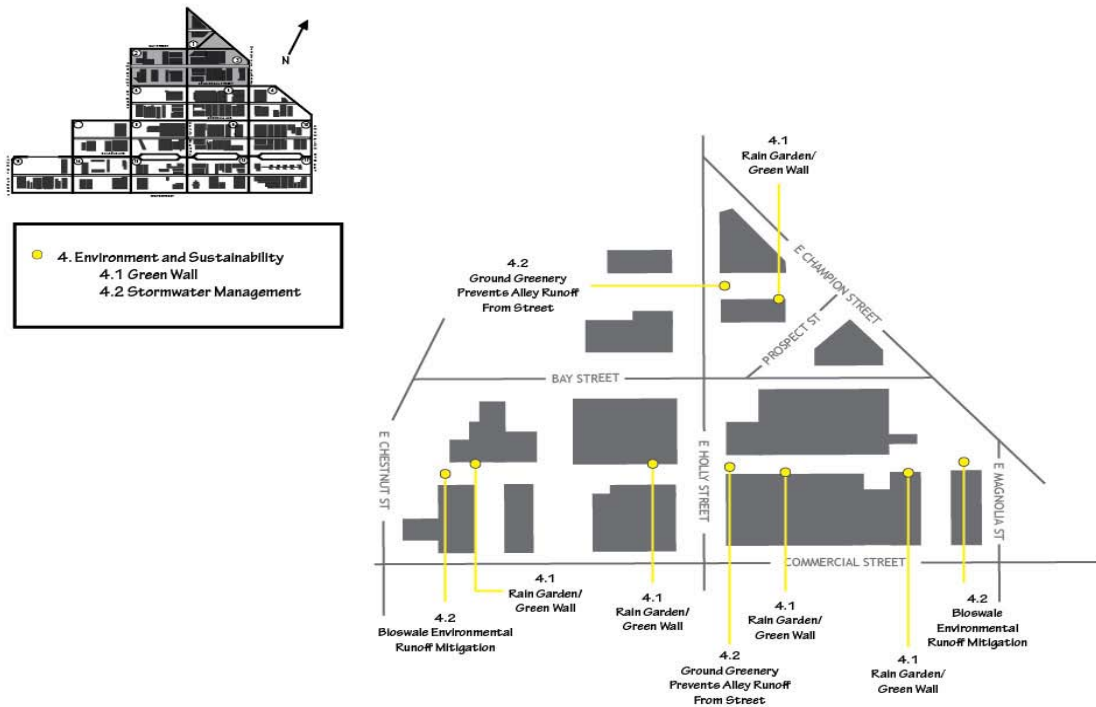 N
4. Environment and Sustainability
4.1 Green Wall
4.2 Stormwater Management
4.1
Rain Garden/
Green Wall
4.2
Ground Greenery
Prevents Alley Runoff
From Street
E CHAMPION STREET
PROSPECT ST
BAY STREET
E CHESTNUT ST
E HOLLY STREET
E MAGNOLIA ST
COMMERCIAL STREET
4.2
Bioswale Environmental
Runoff Mitigation
4.1
Rain Garden/
Green Wall
4.1
Rain Garden/
Green Wall
4.2
Ground Greenery
Prevents Alley Runoff
From Street
4.1
Rain Garden/
Green Wall
4.1
Rain Garden/
Green Wall
4.2
Bioswale
Environmental
Runoff Mitigation